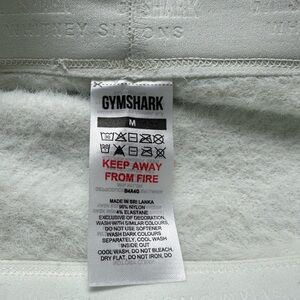 GYMSHARK
M
KEEP AWAY
FROM FIRE
MADE IN SRI LANKA
96% NYLON
4% ELASTANE
EXCLUSIVE OF DECORATION,
WASH WITH SIMILAR COLOURS,
DO NOT USE SOFTENER
WASH DARK COLOURS
SEPARATELY, COOL WASH
INSIDE OUT
COOL WASH, DO NOT BLEACH,
DRY FLAT, DO NOT IRON, DO